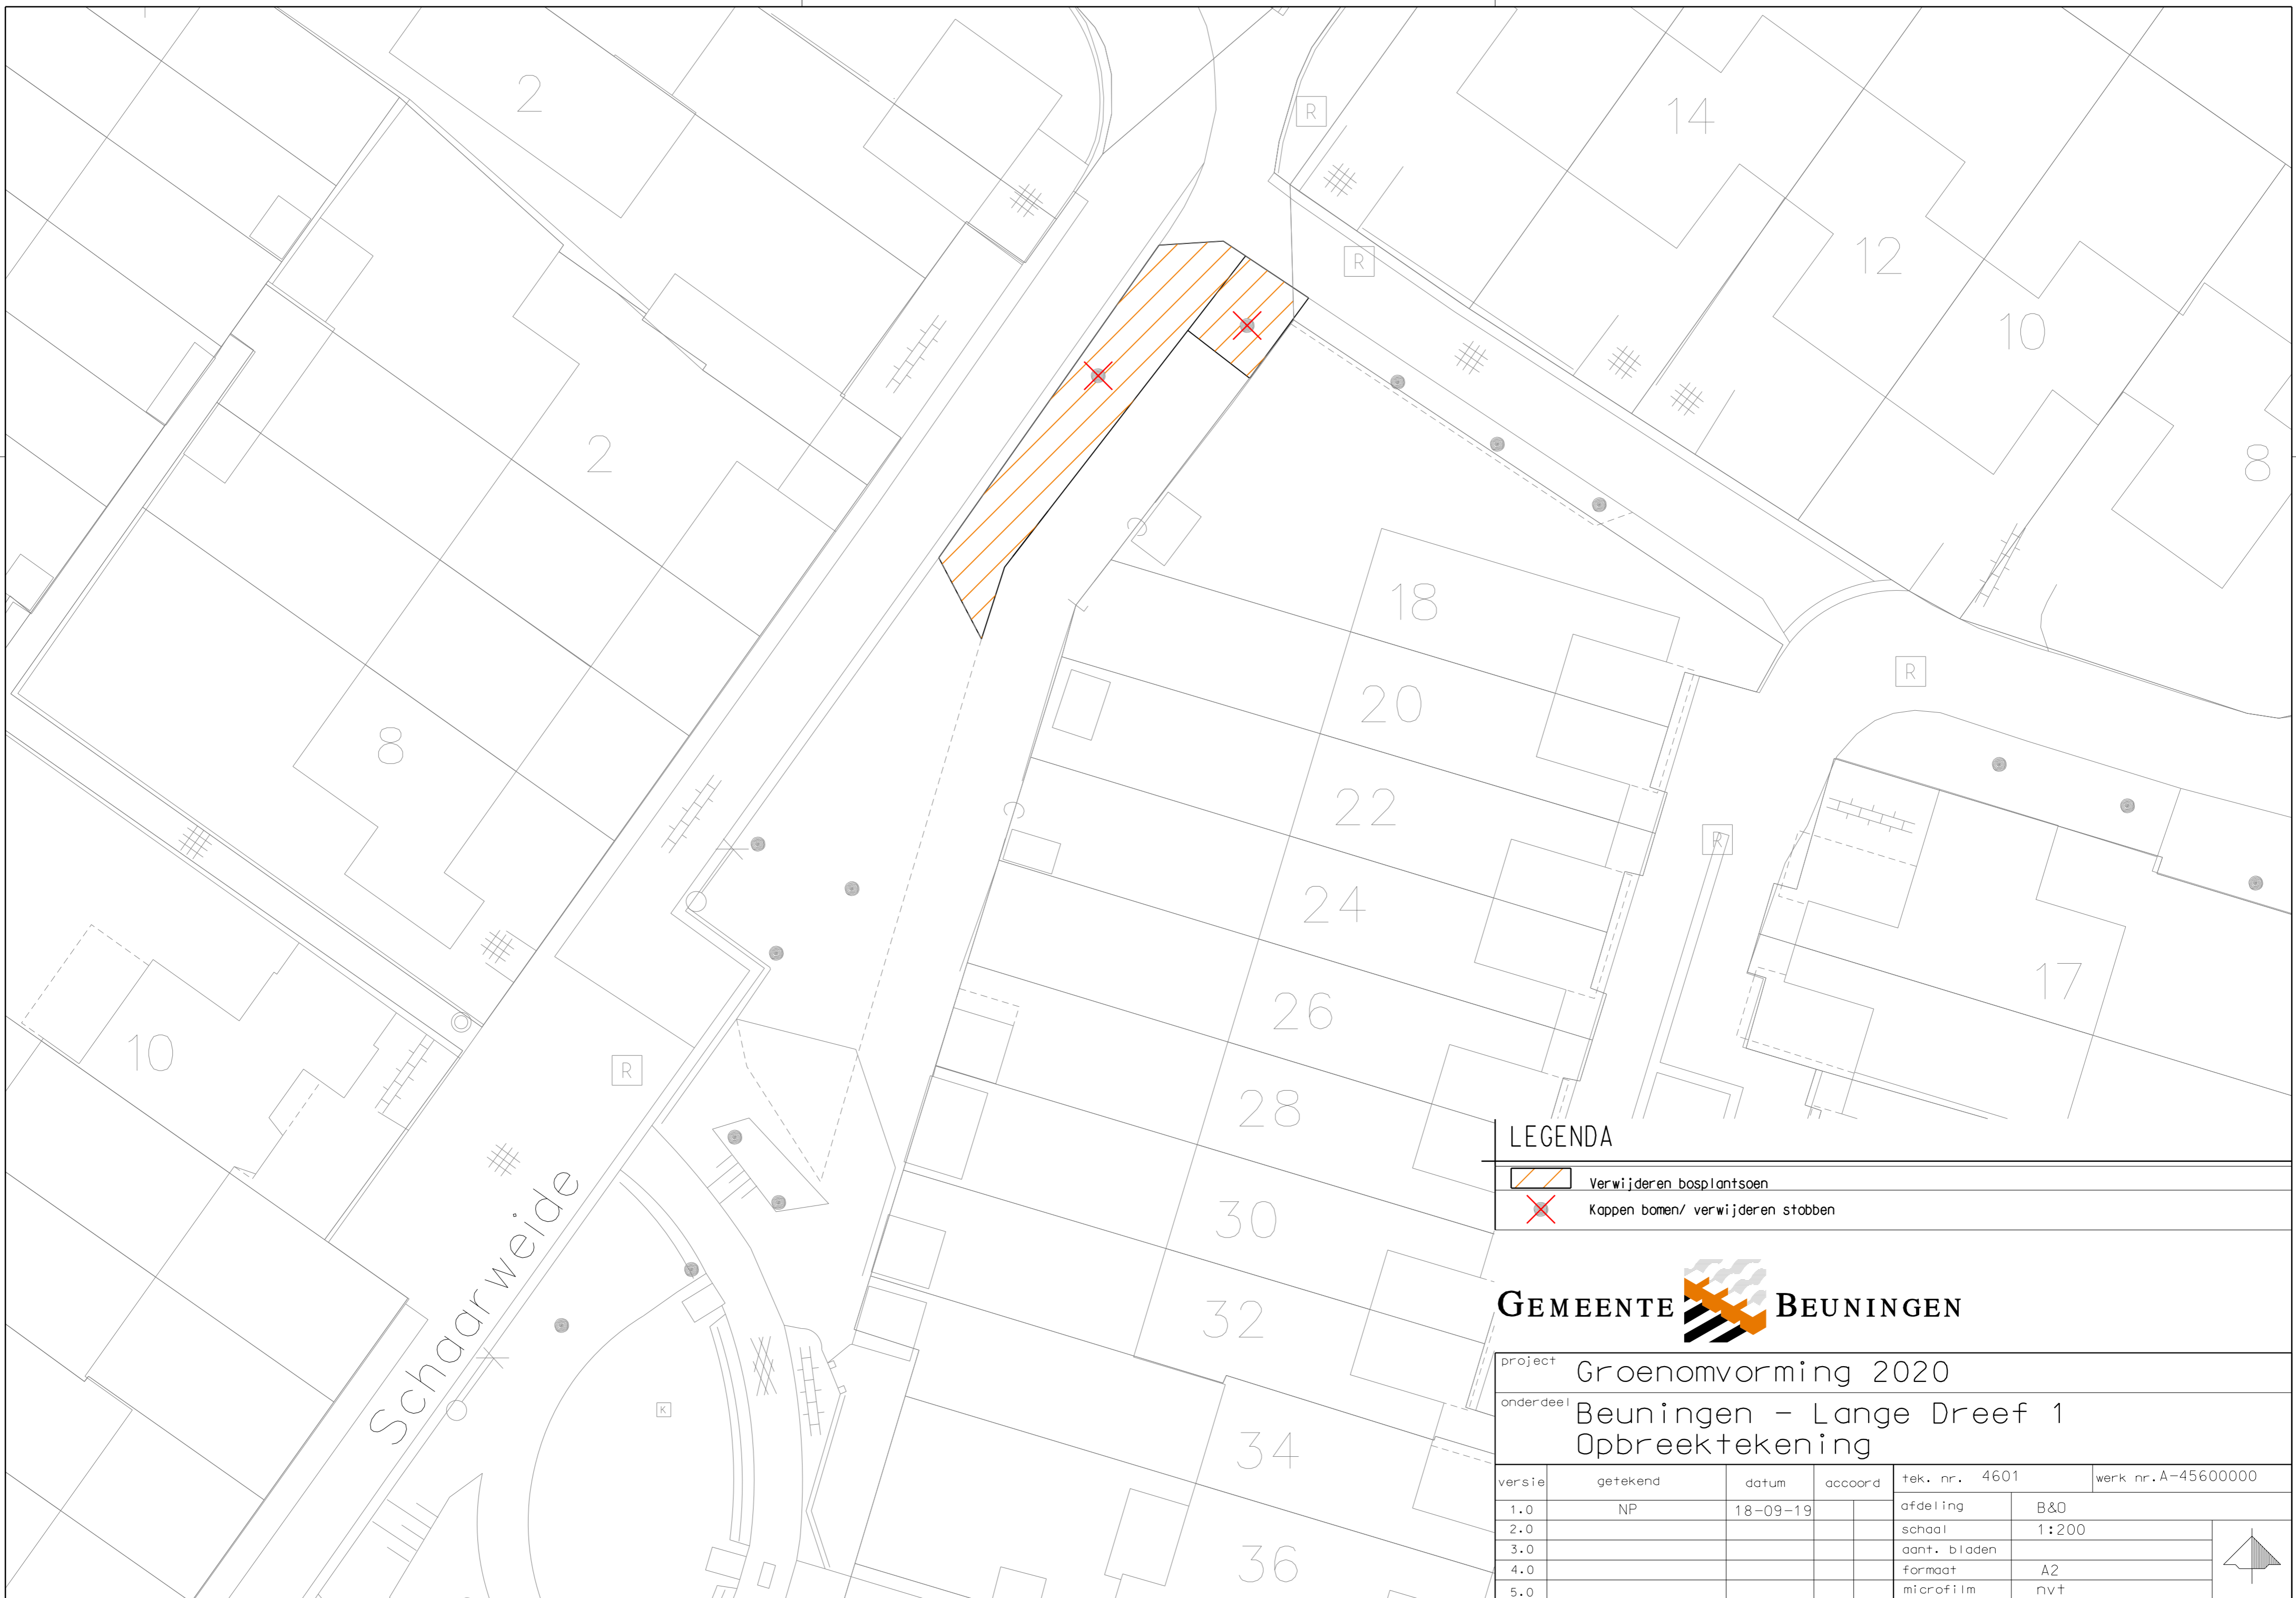 2
14
R
12
R
10
2
8
18
20
R
8
22
R
24
17
26
10
R
28
LEGENDA
Verwijderen bosplantsoen
Kappen bomen/ verwijderen stobben
30
Schaarweide
32
GEMEENTE BEUNINGEN
project Groenomvorming 2020
K
onderdeel Beuningen - Lange Dreef 1
Opbreektekening
34
versie getekend datum accoord tek. nr. 4601 werk nr. A-45600000
1.0 NP 18-09-19 afdeling B&O
2.0 schaal 1:200
3.0 aant. bladen
36
4.0 formaat A2
5.0 microfilm nvt